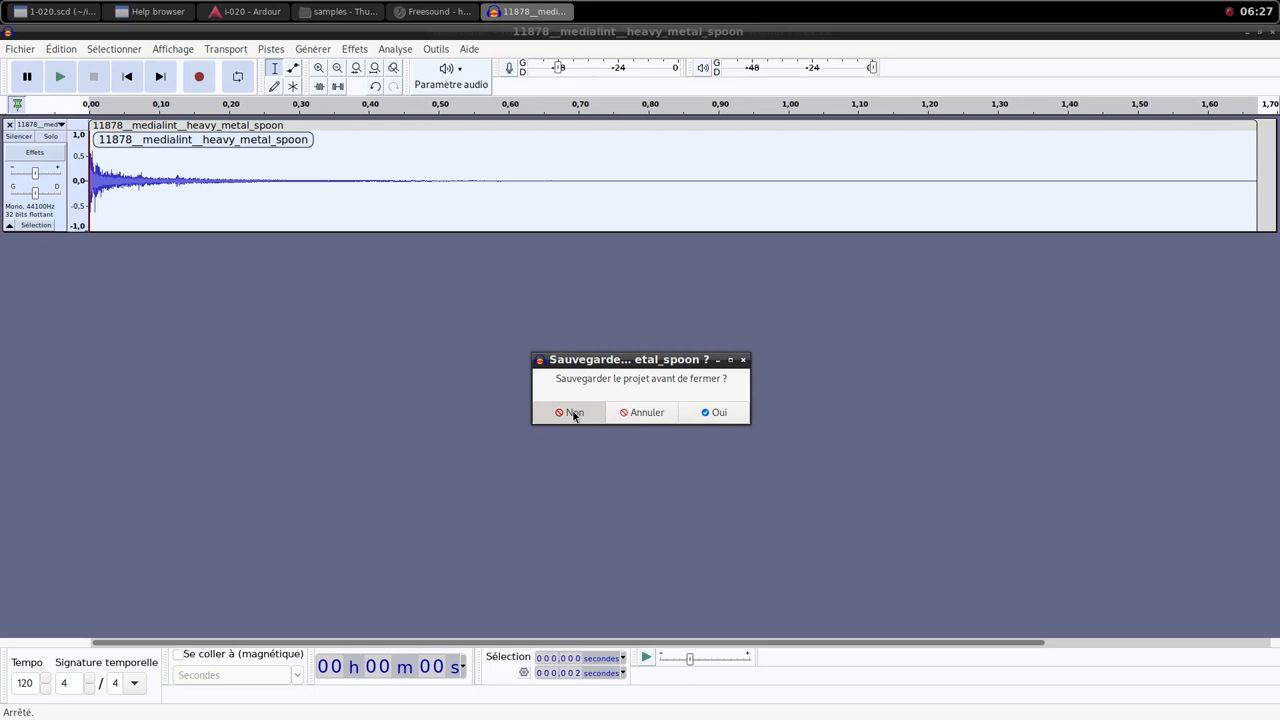 1-020.scd (~/i...
Help browser
i-020 - Ardour
samples - Thu...
Freesound - h...
11878__medi...
06:27
11878__medialint__heavy_metal_spoon
Fichier Édition Sélectionner Affichage Transport Pistes Générer Effets Analyse Outils Aide
Paramètre audio
G
D
-24 0
G
D
-48 -24
0,00 0,10 0,20 0,30 0,40 0,50 0,60 0,70 0,80 0,90 1,00 1,10 1,20 1,30 1,40 1,50 1,60 1,70
11878__med
Silencer Solo
Effets
- +
G D
Mono, 44100Hz
32 bits flottant
Sélection
1,0
0,5
0,0
-0,5
-1,0
11878__medialint__heavy_metal_spoon
11878__medialint__heavy_metal_spoon
Sauvegarde... etal_spoon ?
Sauvegarder le projet avant de fermer ?
Non Annuler Oui
Tempo
120
Signature temporelle
4 / 4
Se coller à (magnétique)
Secondes
00 h 00 m 00 s
Sélection
000,000 secondes
000,002 secondes
- +
Arrêté.